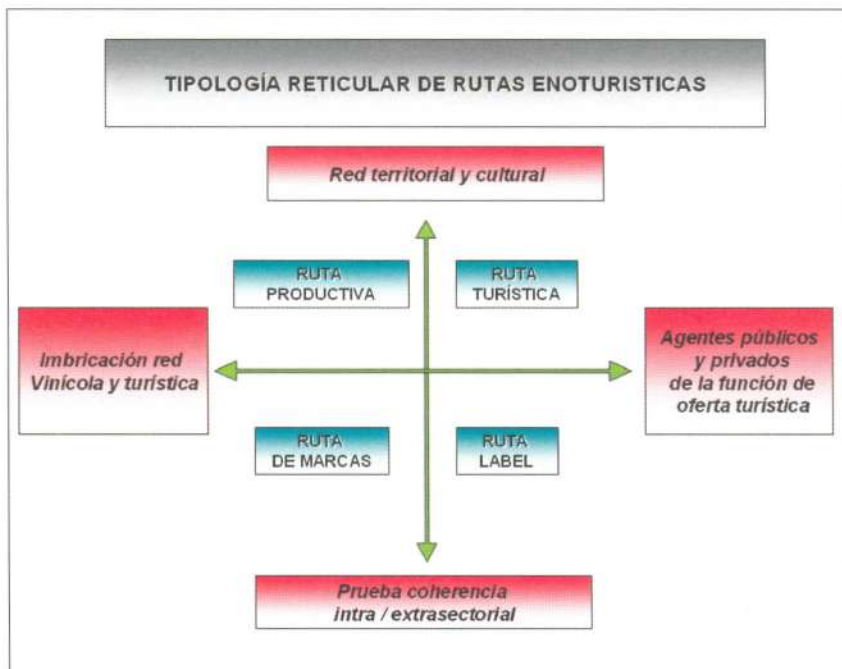 TIPOLOGÍA RETICULAR DE RUTAS ENOTURISTICAS
Red territorial y cultural
RUTA
PRODUCTIVA
RUTA
TURÍSTICA
Imbricación red
Vinícola y turística
Agentes públicos
y privados
de la función de
oferta turística
RUTA
DE MARCAS
RUTA
LABEL
Prueba coherencia
intra / extrasectorial